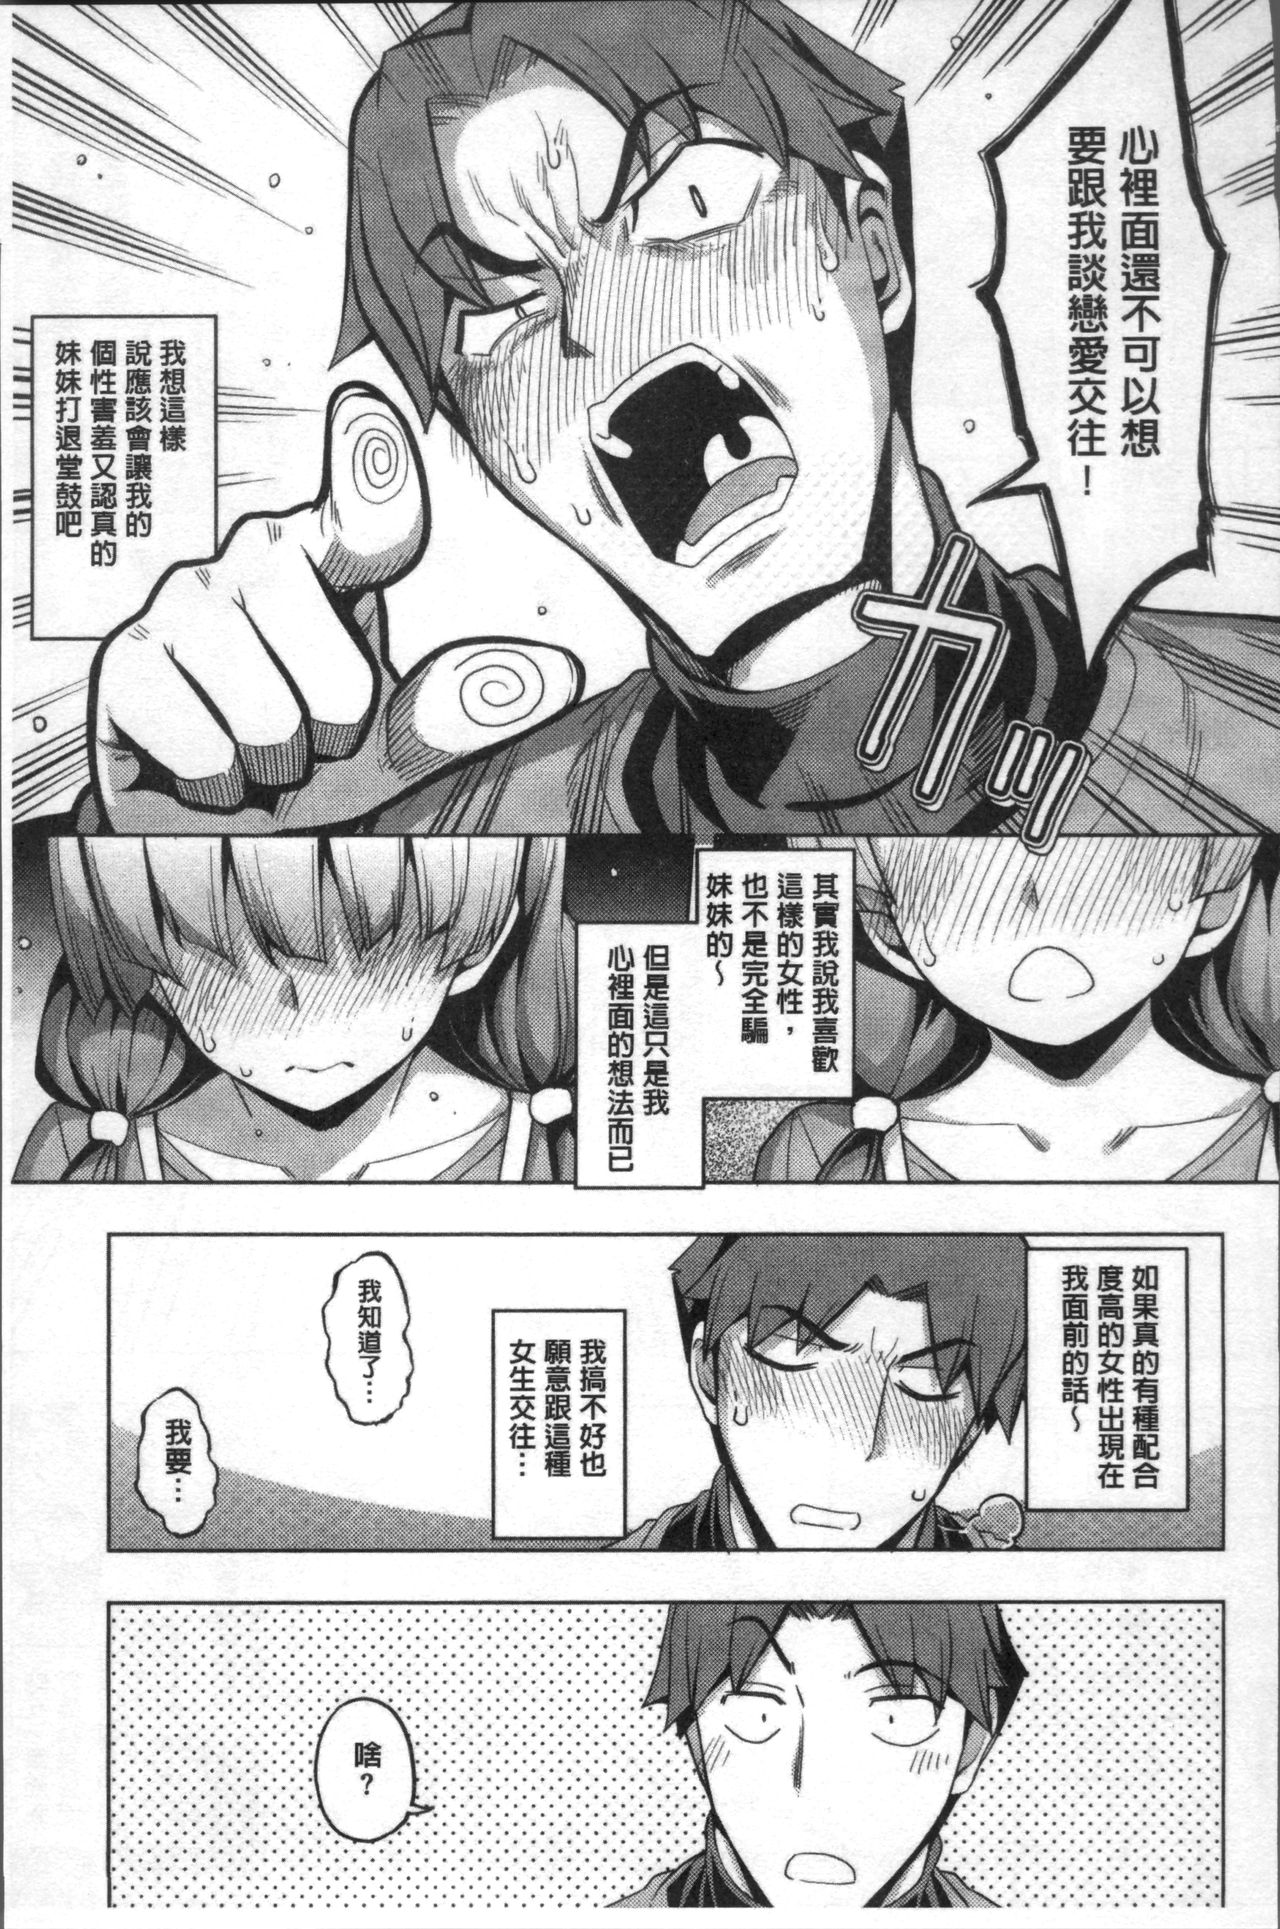 心裡面還不可以想
要跟我談戀愛交往！
カッ
我想這樣
說應該會讓我的
個性害羞又認真的
妹妹打退堂鼓吧
其實我說我喜歡
這樣的女性，
也不是完全騙
妹妹的～
但是這只是我
心裡面的想法而已
如果真的有種配合
度高的女性出現在
我面前的話～
我搞不好也
願意跟這種
女生交往…
我知道了…
我要…
啥？